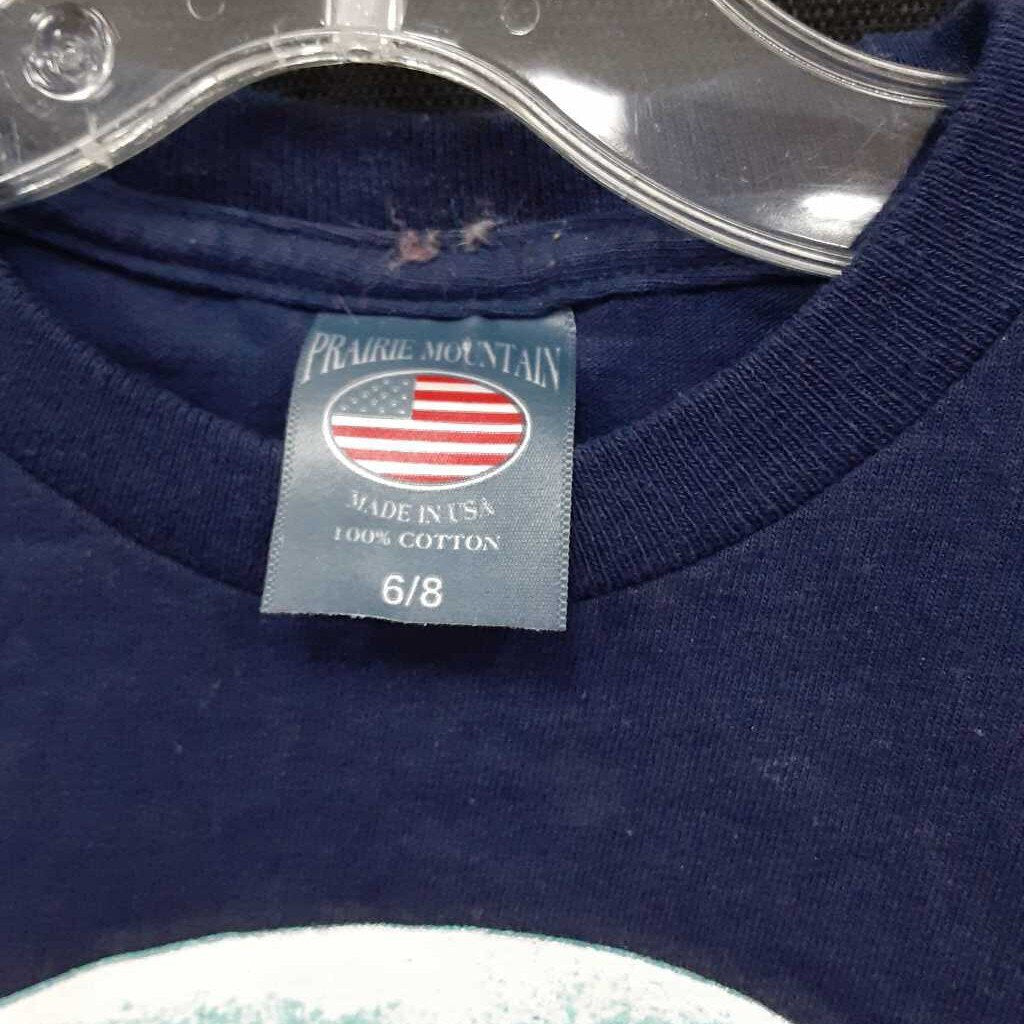 PRAIRIE MOUNTAIN
MADE IN USA
100% COTTON
6/8